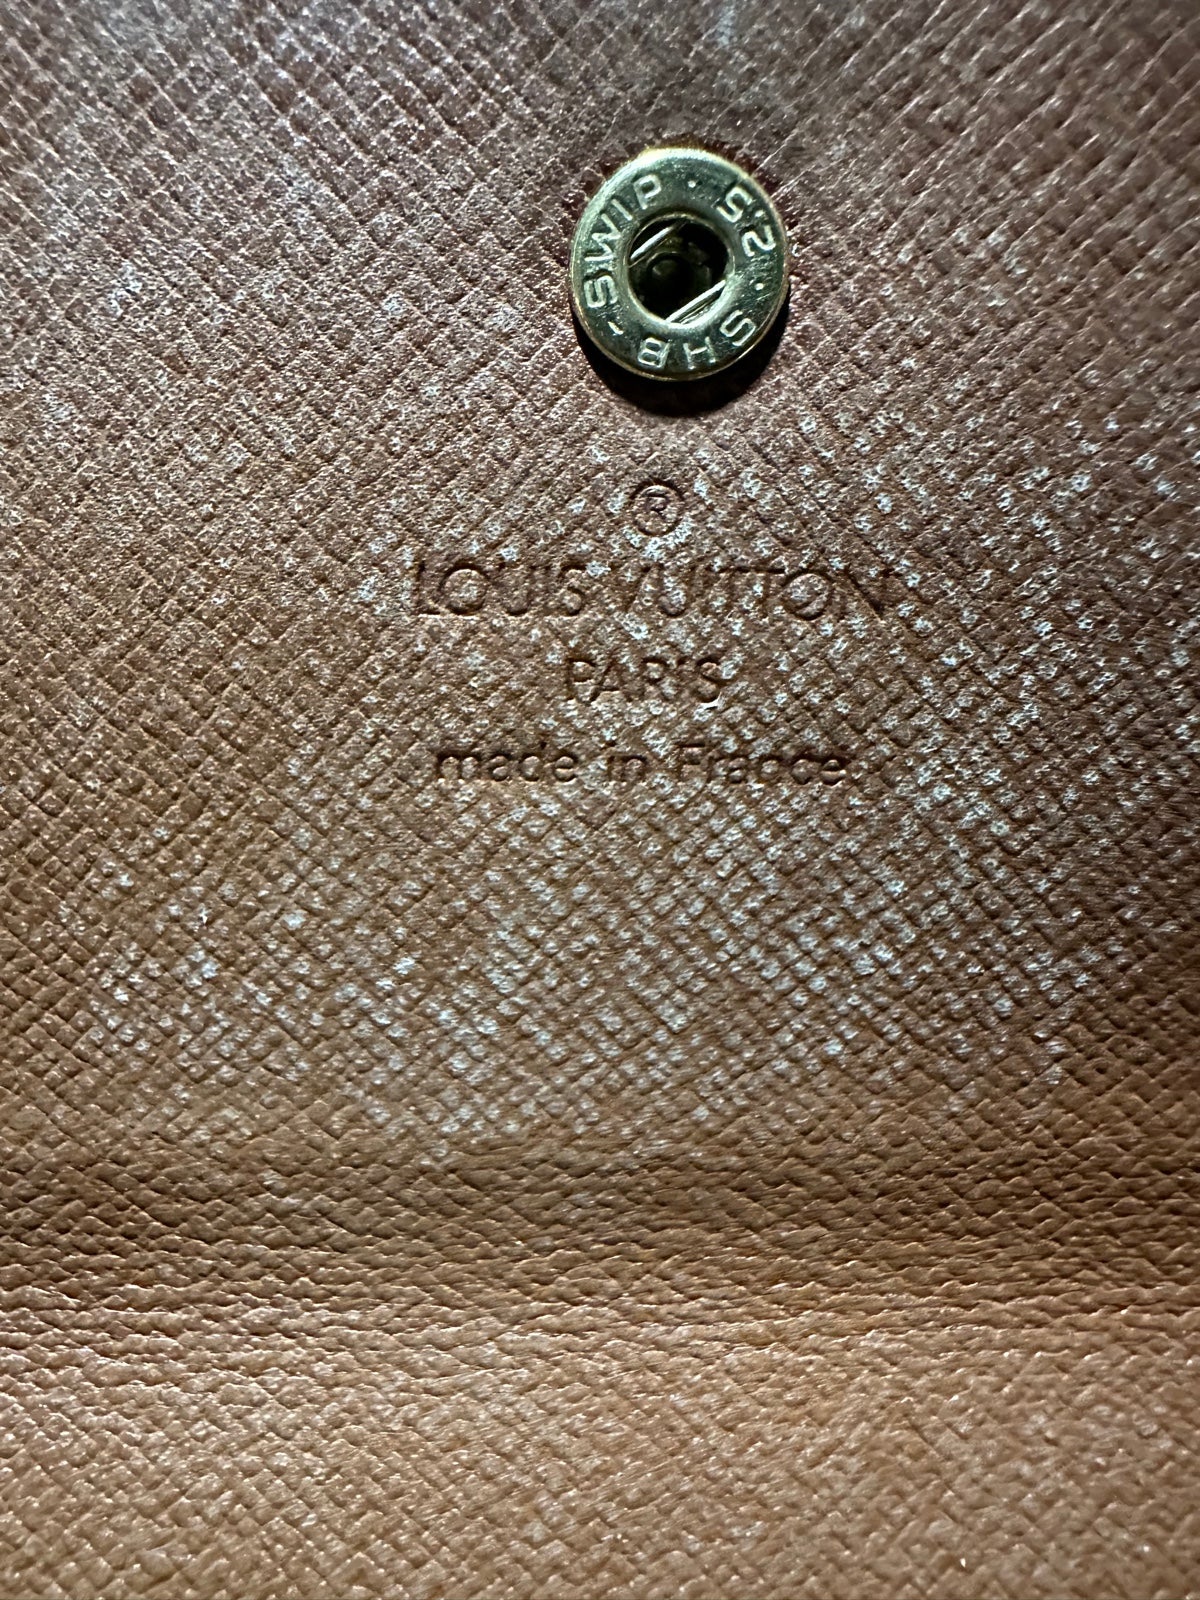 SWIP · 2.5 · SHB -
®
LOUIS VUITTON
PARIS
made in France